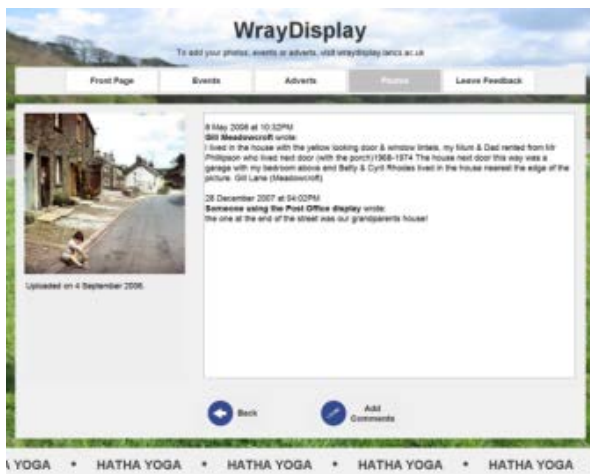 WrayDisplay
To add your photos, events or adverts, visit wraydisplay.lancs.ac.uk
Front Page Events Adverts Photos Leave Feedback
8 May 2008 at 10:32PM
Gill Meadowcroft wrote:
I lived in the house with the yellow looking door & window lintels, my Mum & Dad rented from Mr
Phillipson who lived next door (with the porch)1968-1974 The house next door this way was a
garage with my bedroom above and Betty & Cyril Rhodes lived in the house nearest the edge of the
picture. Gill Lane (Meadowcroft)
28 December 2007 at 04:02PM
Someone using the Post Office display wrote:
the one at the end of the street was our grandparents house!
Uploaded on 4 September 2006.
Back
Add
Comments
YOGA • HATHA YOGA • HATHA YOGA • HATHA YOGA • HATHA YOGA